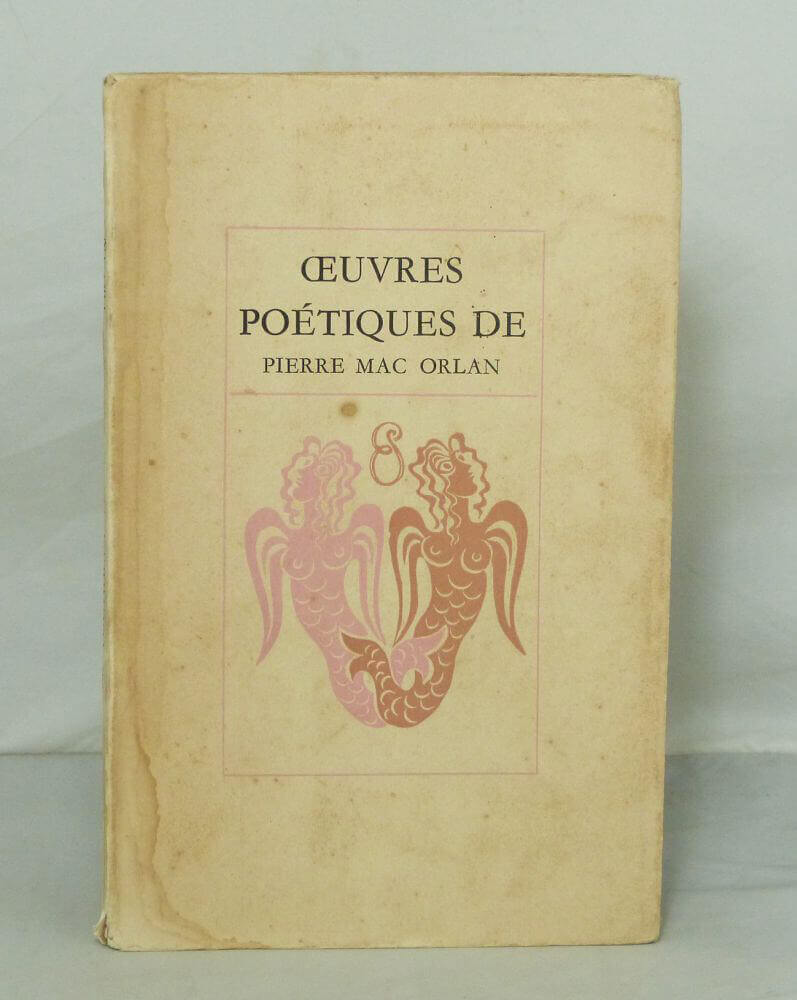 ŒUVRES
POÉTIQUES DE
PIERRE MAC ORLAN